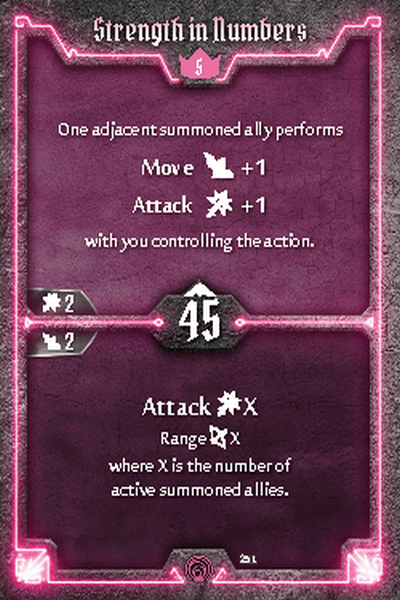 Strength in Numbers
5
One adjacent summoned ally performs
Move +1
Attack +1
with you controlling the action.
2
45
2
Attack X
Range X
where X is the number of
active summoned allies.